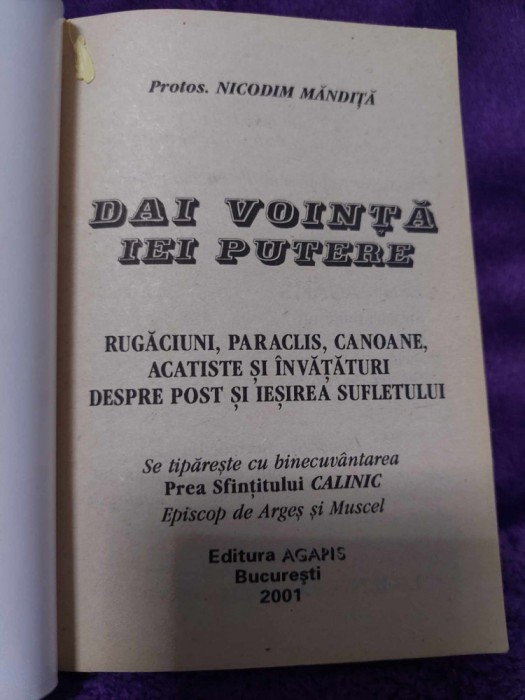 Protos. NICODIM MĂNDIȚĂ
DAI VOINȚĂ
IEI PUTERE
RUGĂCIUNI, PARACLIS, CANOANE,
ACATISTE ȘI ÎNVĂȚĂTURI
DESPRE POST ȘI IEȘIREA SUFLETULUI
Se tipărește cu binecuvântarea
Prea Sfințitului CALINIC
Episcop de Argeș și Muscel
Editura AGAPIS
București
2001